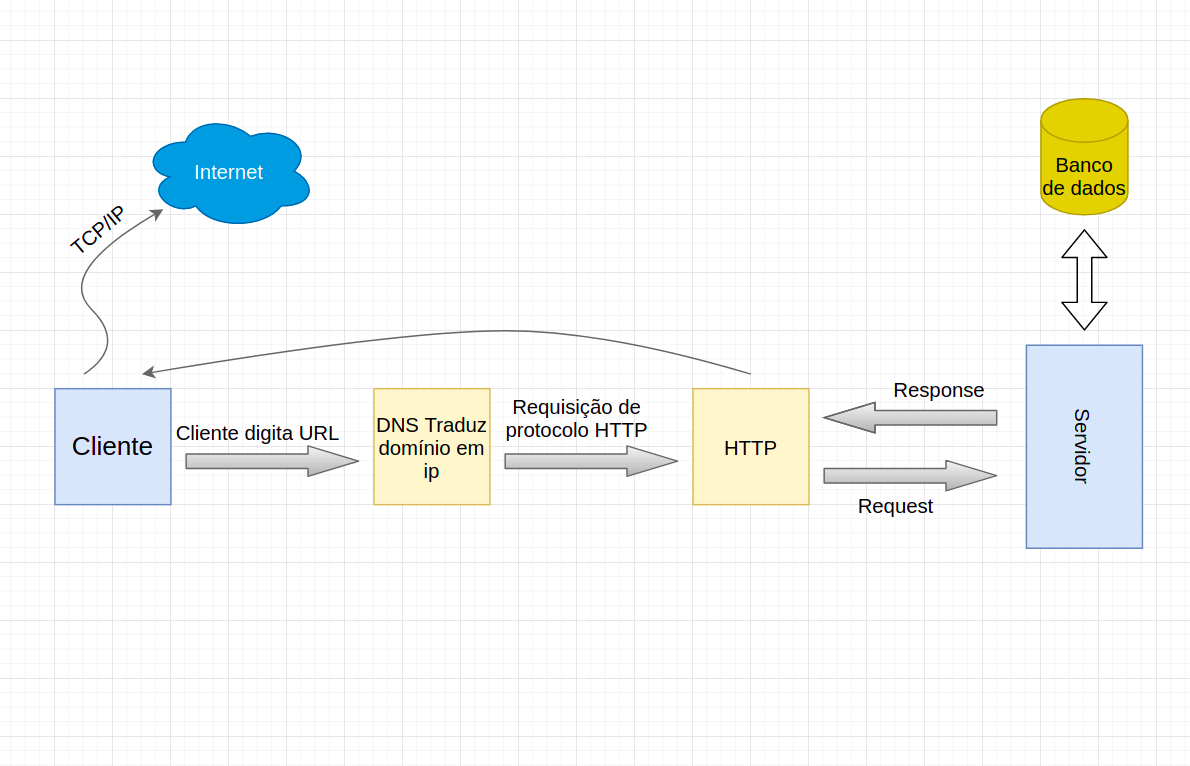 Internet
TCP/IP
Banco
de dados
Cliente
Cliente digita URL
DNS Traduz
domínio em
ip
Requisição de
protocolo HTTP
HTTP
Response
Request
Servidor